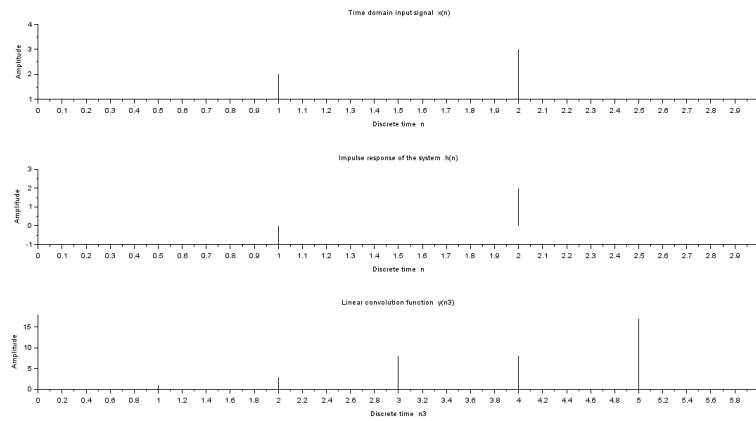 Time domain input signal x(n)
Amplitude
4
3
2
1
0 0.1 0.2 0.3 0.4 0.5 0.6 0.7 0.8 0.9 1 1.1 1.2 1.3 1.4 1.5 1.6 1.7 1.8 1.9 2 2.1 2.2 2.3 2.4 2.5 2.6 2.7 2.8 2.9
Discrete time n
Impulse response of the system h(n)
Amplitude
3
2
1
0
-1
0 0.1 0.2 0.3 0.4 0.5 0.6 0.7 0.8 0.9 1 1.1 1.2 1.3 1.4 1.5 1.6 1.7 1.8 1.9 2 2.1 2.2 2.3 2.4 2.5 2.6 2.7 2.8 2.9
Discrete time n
Linear convolution function y(n3)
Amplitude
15
10
5
0
0 0.2 0.4 0.6 0.8 1 1.2 1.4 1.6 1.8 2 2.2 2.4 2.6 2.8 3 3.2 3.4 3.6 3.8 4 4.2 4.4 4.6 4.8 5 5.2 5.4 5.6 5.8
Discrete time n3